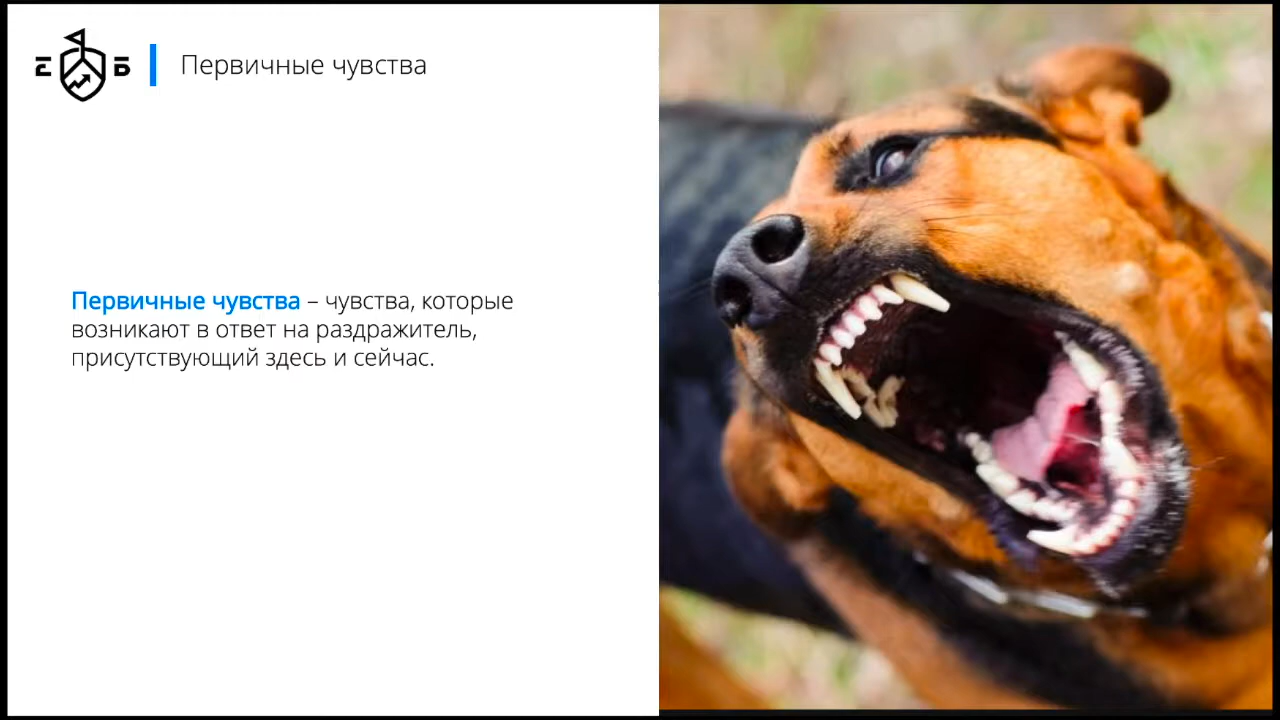 Е Б
Первичные чувства
Первичные чувства – чувства, которые
возникают в ответ на раздражитель,
присутствующий здесь и сейчас.